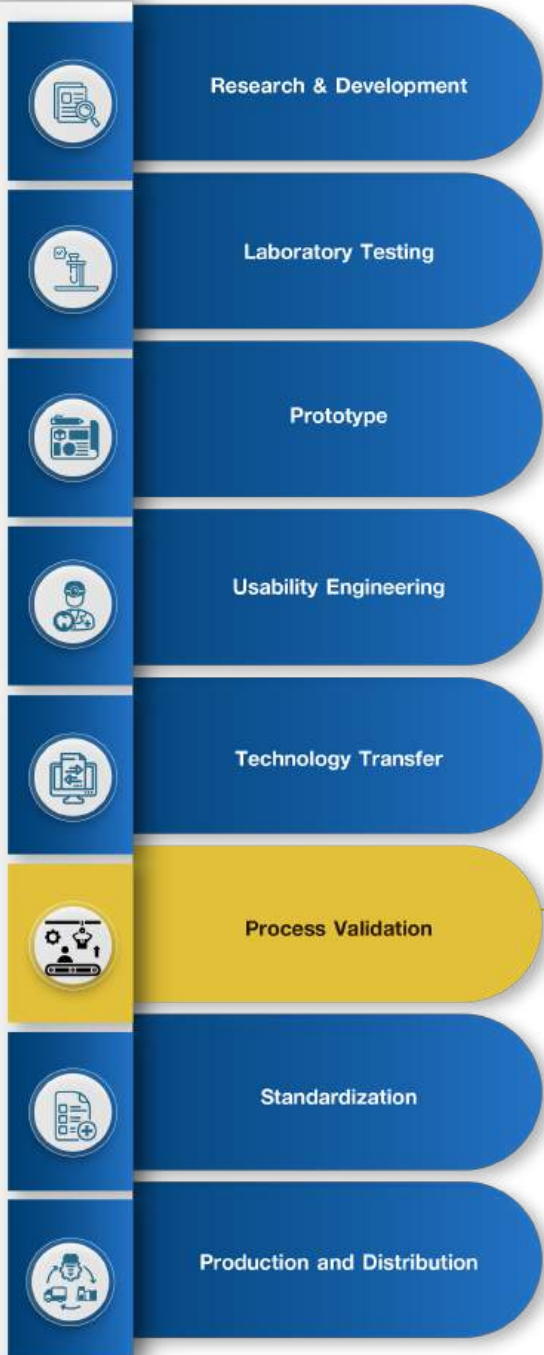 Research & Development
Laboratory Testing
Prototype
Usability Engineering
Technology Transfer
Process Validation
Standardization
Production and Distribution